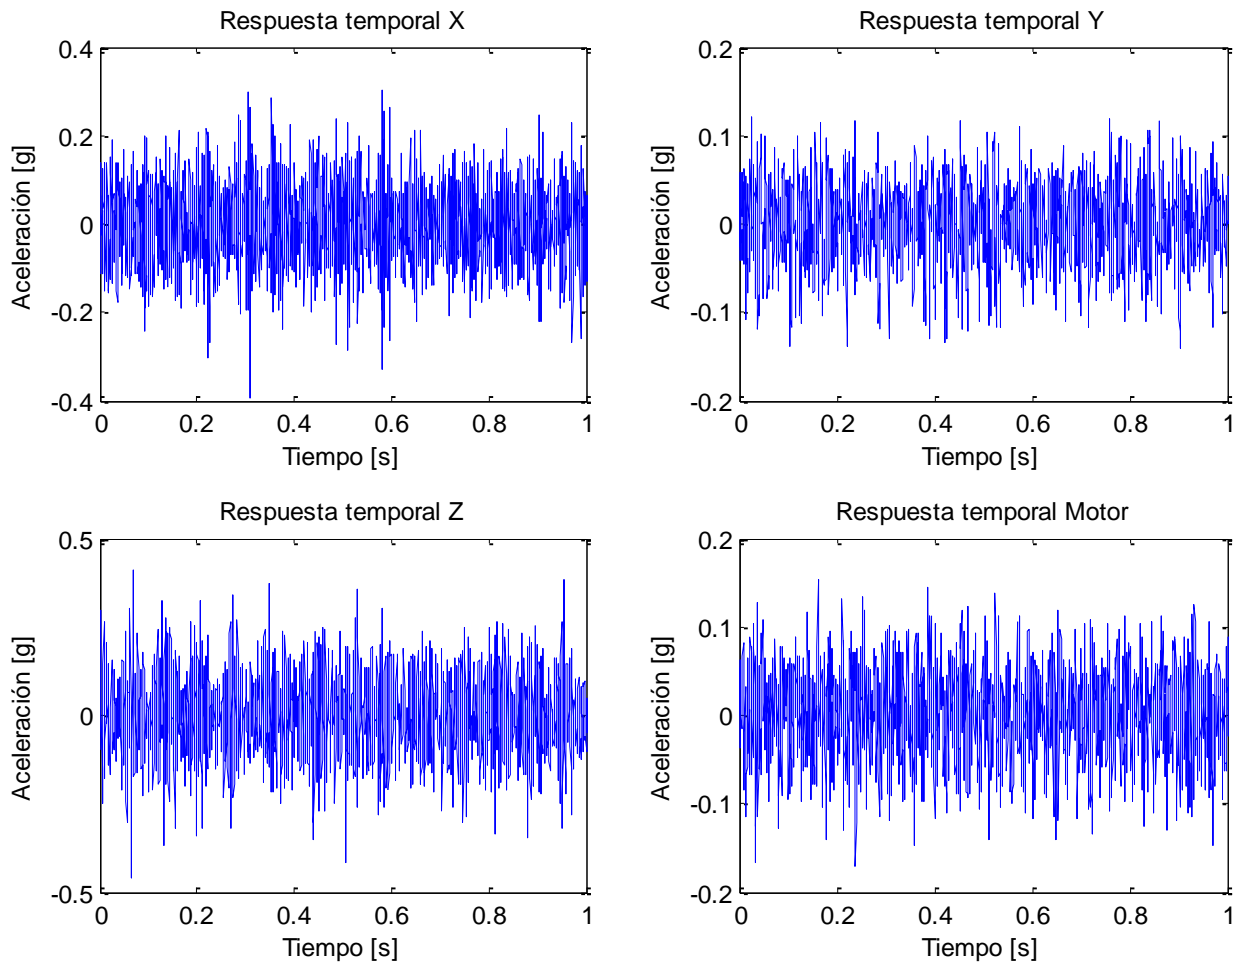 Respuesta temporal X
0.4
0.2
0
-0.2
-0.4
Aceleración [g]
0 0.2 0.4 0.6 0.8 1
Tiempo [s]
Respuesta temporal Y
0.2
0.1
0
-0.1
-0.2
Aceleración [g]
0 0.2 0.4 0.6 0.8 1
Tiempo [s]
Respuesta temporal Z
0.5
0
-0.5
Aceleración [g]
0 0.2 0.4 0.6 0.8 1
Tiempo [s]
Respuesta temporal Motor
0.2
0.1
0
-0.1
-0.2
Aceleración [g]
0 0.2 0.4 0.6 0.8 1
Tiempo [s]